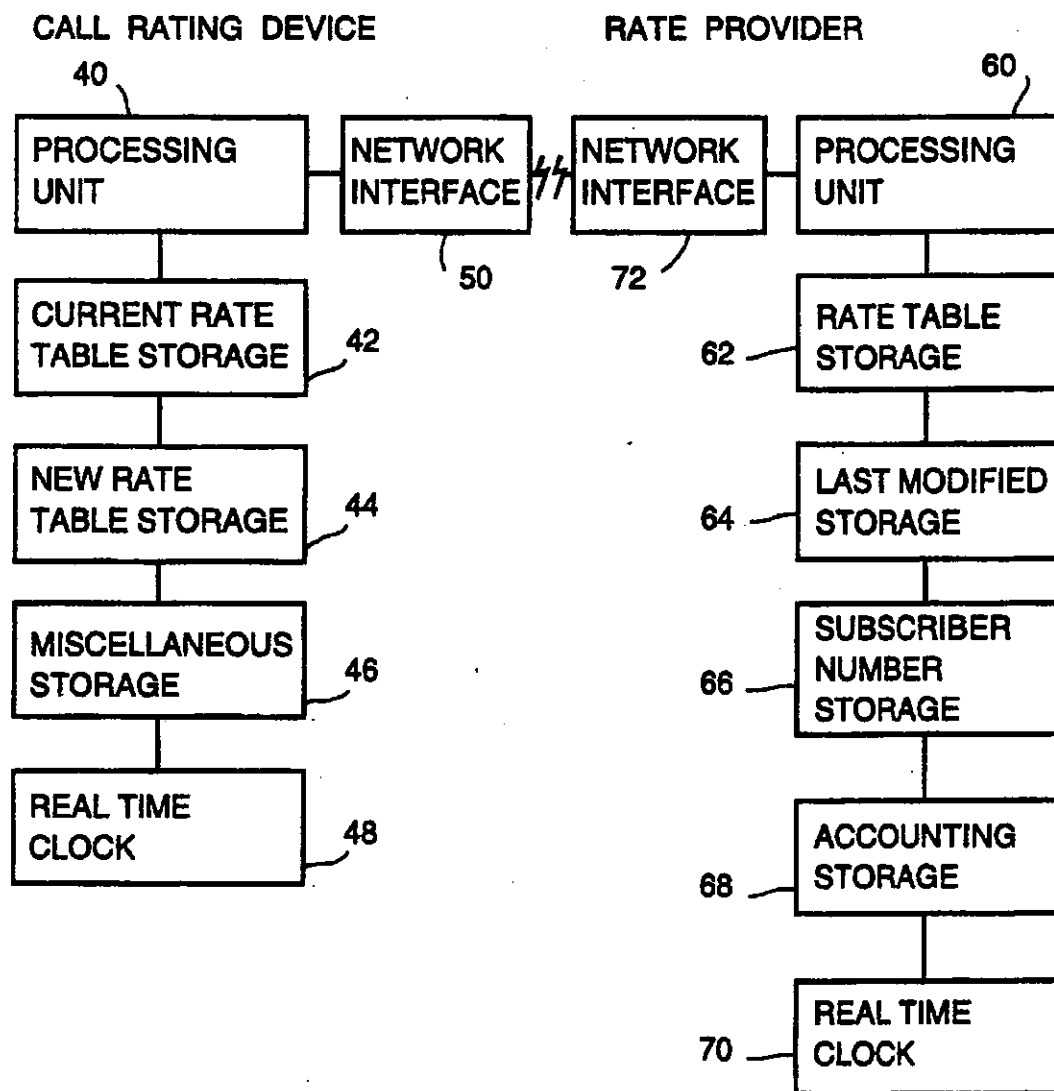 CALL RATING DEVICE
RATE PROVIDER
40
60
PROCESSING
UNIT
NETWORK
INTERFACE
NETWORK
INTERFACE
PROCESSING
UNIT
50
72
CURRENT RATE
TABLE STORAGE
42
62
RATE TABLE
STORAGE
NEW RATE
TABLE STORAGE
44
64
LAST MODIFIED
STORAGE
MISCELLANEOUS
STORAGE
46
66
SUBSCRIBER
NUMBER
STORAGE
REAL TIME
CLOCK
48
68
ACCOUNTING
STORAGE
70
REAL TIME
CLOCK